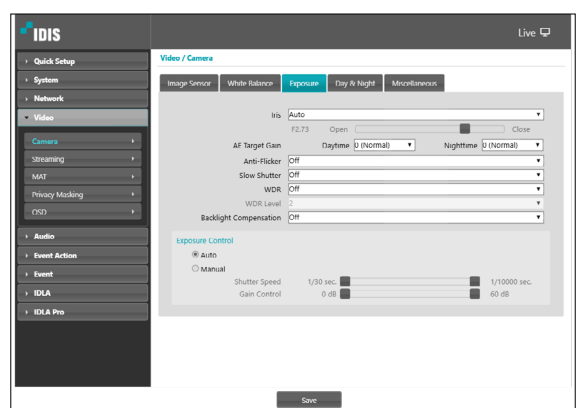 IDIS
Live
Quick Setup
System
Network
Video
Camera
Streaming
MAT
Privacy Masking
OSD
Audio
Event Action
Event
IDLA
IDLA Pro
Video / Camera
Image Sensor White Balance Exposure Day & Night Miscellaneous
Iris Auto
F2.73 Open Close
AE Target Gain Daytime 0 (Normal) Nighttime 0 (Normal)
Anti-Flicker Off
Slow Shutter Off
WDR Off
WDR Level 2
Backlight Compensation Off
Exposure Control
Auto
Manual
Shutter Speed 1/30 sec. 1/10000 sec.
Gain Control 0 dB 60 dB
Save